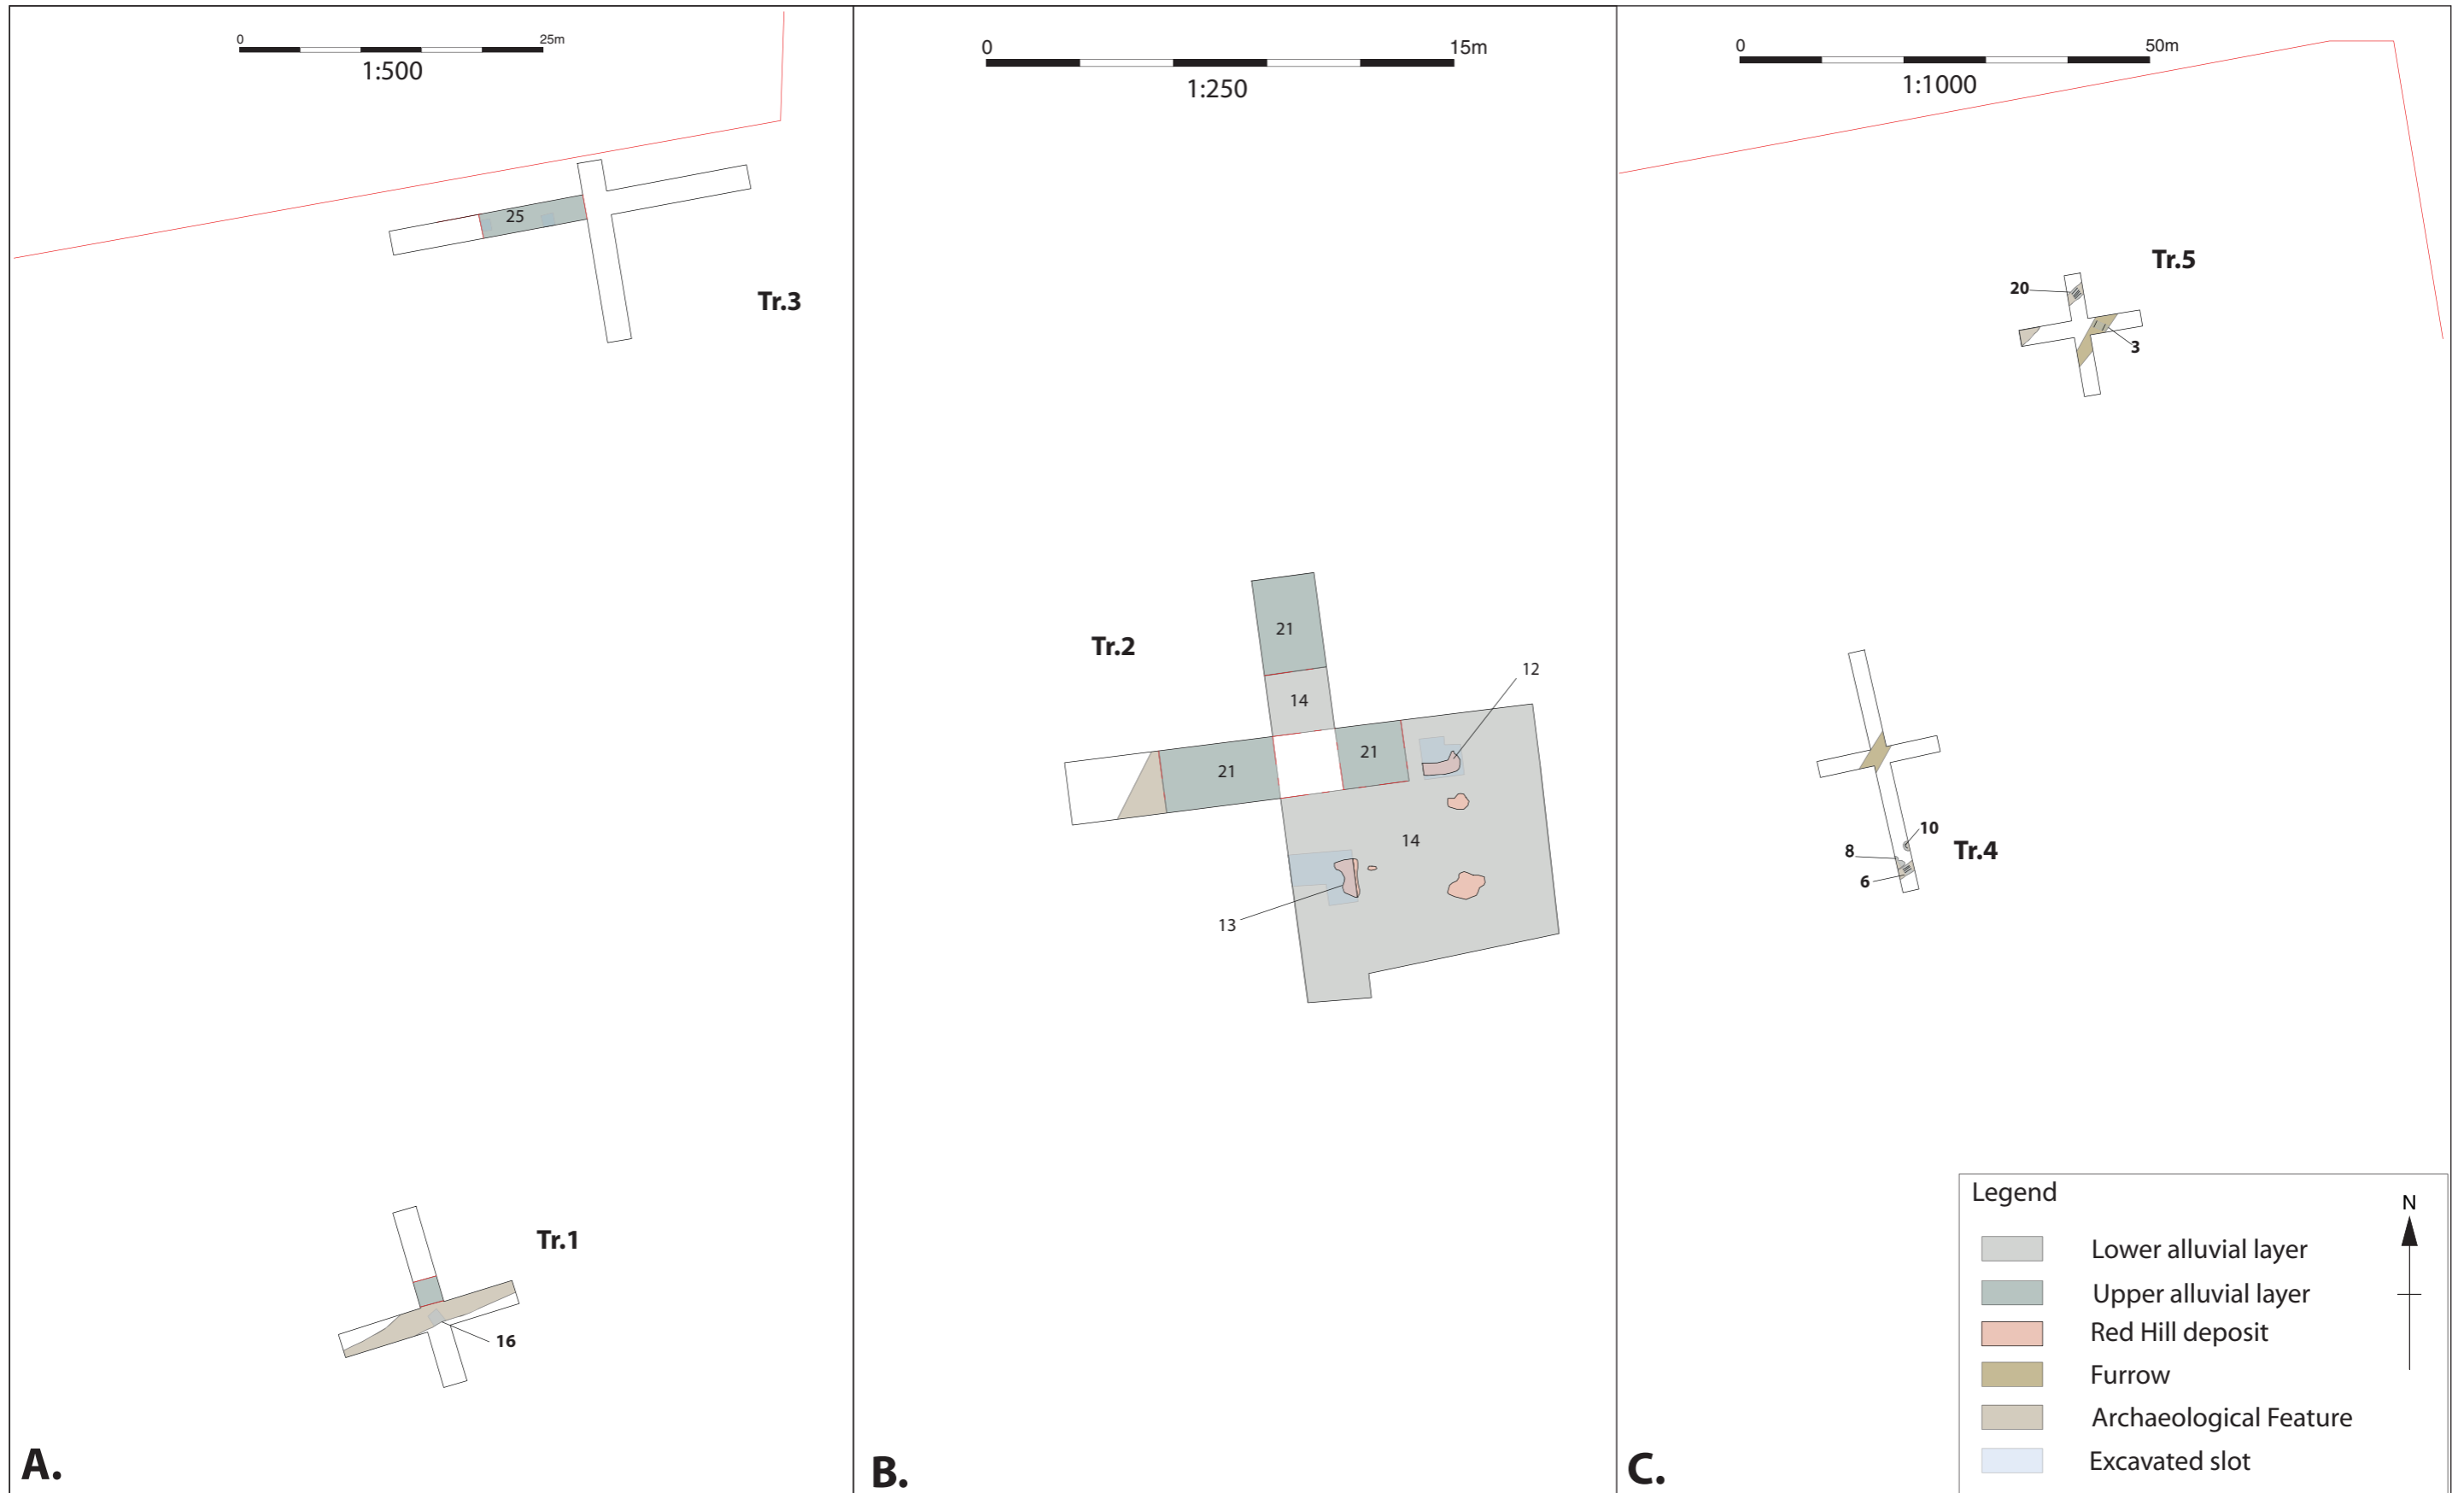 0 25m
1:500
25
Tr.3
Tr.1
16
A.
0 15m
1:250
Tr.2
21
14
12
21
21
14
13
B.
0 50m
1:1000
Tr.5
20
3
10
8
Tr.4
6
C.
Legend
N
Lower alluvial layer
Upper alluvial layer
Red Hill deposit
Furrow
Archaeological Feature
Excavated slot